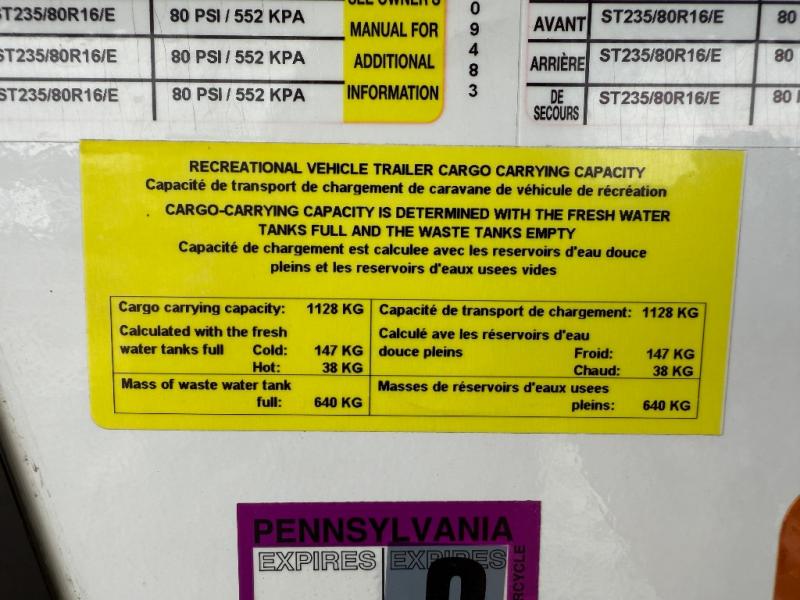 SEE OWNER'S
ST235/80R16/E 80 PSI / 552 KPA MANUAL FOR
ST235/80R16/E 80 PSI / 552 KPA ADDITIONAL
ST235/80R16/E 80 PSI / 552 KPA INFORMATION
0
9
4
8
3
AVANT ST235/80R16/E 80
ARRIÈRE ST235/80R16/E 80
DE
SECOURS ST235/80R16/E 80
RECREATIONAL VEHICLE TRAILER CARGO CARRYING CAPACITY
Capacité de transport de chargement de caravane de véhicule de récréation
CARGO-CARRYING CAPACITY IS DETERMINED WITH THE FRESH WATER
TANKS FULL AND THE WASTE TANKS EMPTY
Capacité de chargement est calculee avec les reservoirs d'eau douce
pleins et les reservoirs d'eaux usees vides
Cargo carrying capacity: 1128 KG
Calculated with the fresh
water tanks full Cold: 147 KG
Hot: 38 KG
Mass of waste water tank
full: 640 KG
Capacité de transport de chargement: 1128 KG
Calculé ave les réservoirs d'eau
douce pleins Froid: 147 KG
Chaud: 38 KG
Masses de réservoirs d'eaux usees
pleins: 640 KG
PENNSYLVANIA
EXPIRES EXPIRES